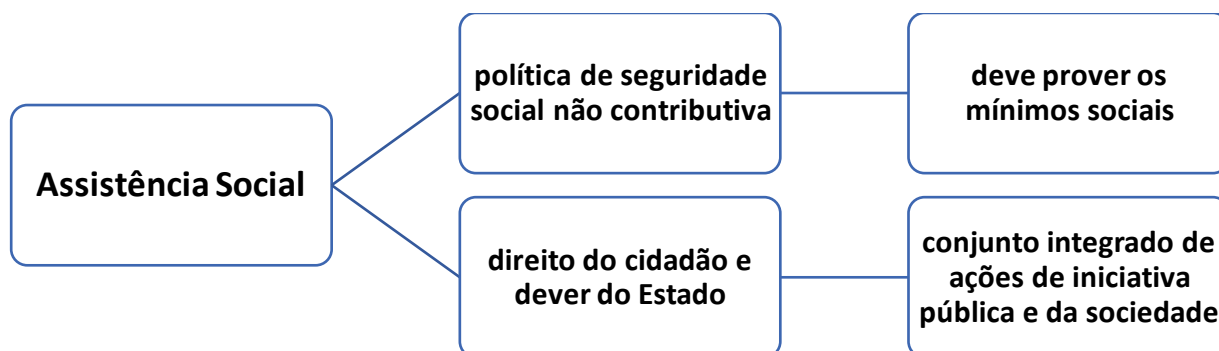 Assistência Social
política de seguridade
social não contributiva
deve prover os
mínimos sociais
direito do cidadão e
dever do Estado
conjunto integrado de
ações de iniciativa
pública e da sociedade